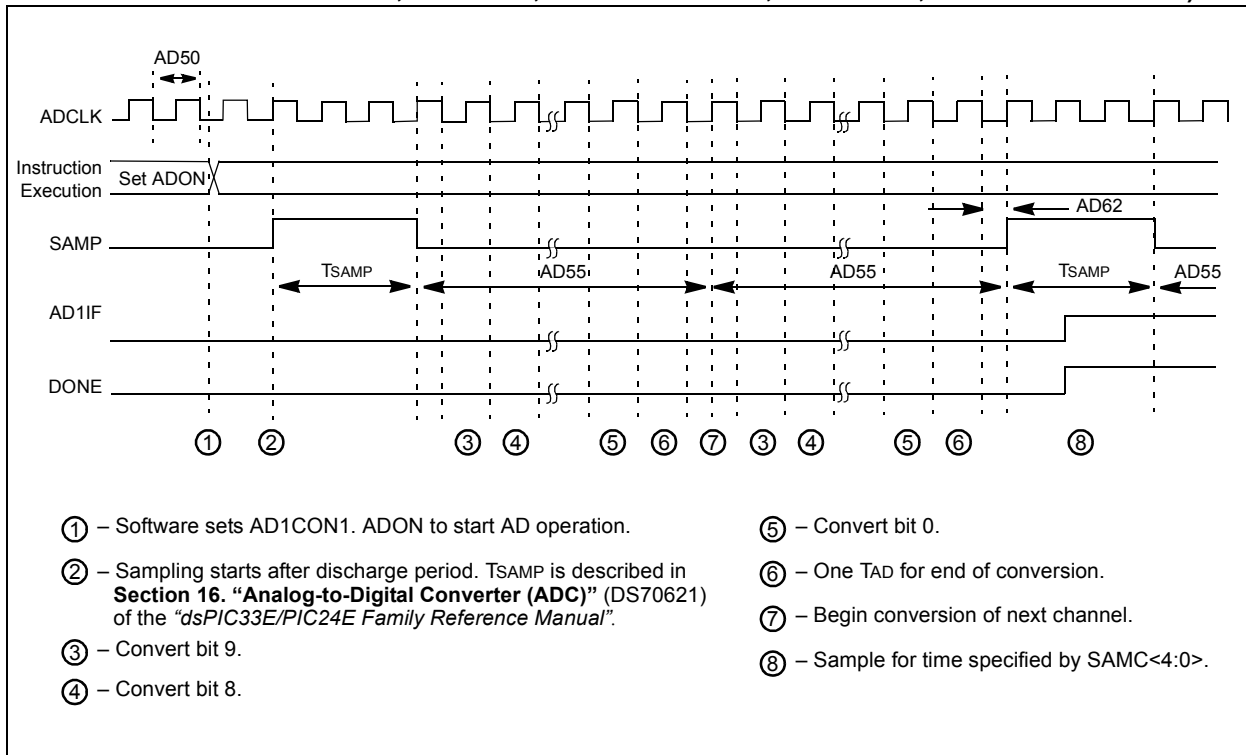 AD50
ADCLK
Instruction
Execution
Set ADON
AD62
SAMP
TSAMP
AD55
AD55
TSAMP
AD55
AD1IF
DONE
1 2 3 4 5 6 7 3 4 5 6 8
1 – Software sets AD1CON1. ADON to start AD operation.
2 – Sampling starts after discharge period. TSAMP is described in
Section 16. “Analog-to-Digital Converter (ADC)” (DS70621)
of the “dsPIC33E/PIC24E Family Reference Manual”.
3 – Convert bit 9.
4 – Convert bit 8.
5 – Convert bit 0.
6 – One TAD for end of conversion.
7 – Begin conversion of next channel.
8 – Sample for time specified by SAMC<4:0>.